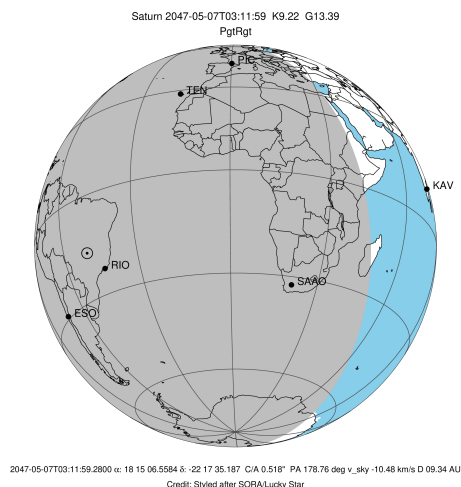 Saturn 2047-05-07T03:11:59 K9.22 G13.39
PgtRgt
PIC
TEN
KAV
RIO
SAAO
ESO
2047-05-07T03:11:59.2800 α: 18 15 06.5584 δ: -22 17 35.187 C/A 0.518" PA 178.76 deg v_sky -10.48 km/s D 09.34 AU
Credit: Styled after SORA/Lucky Star